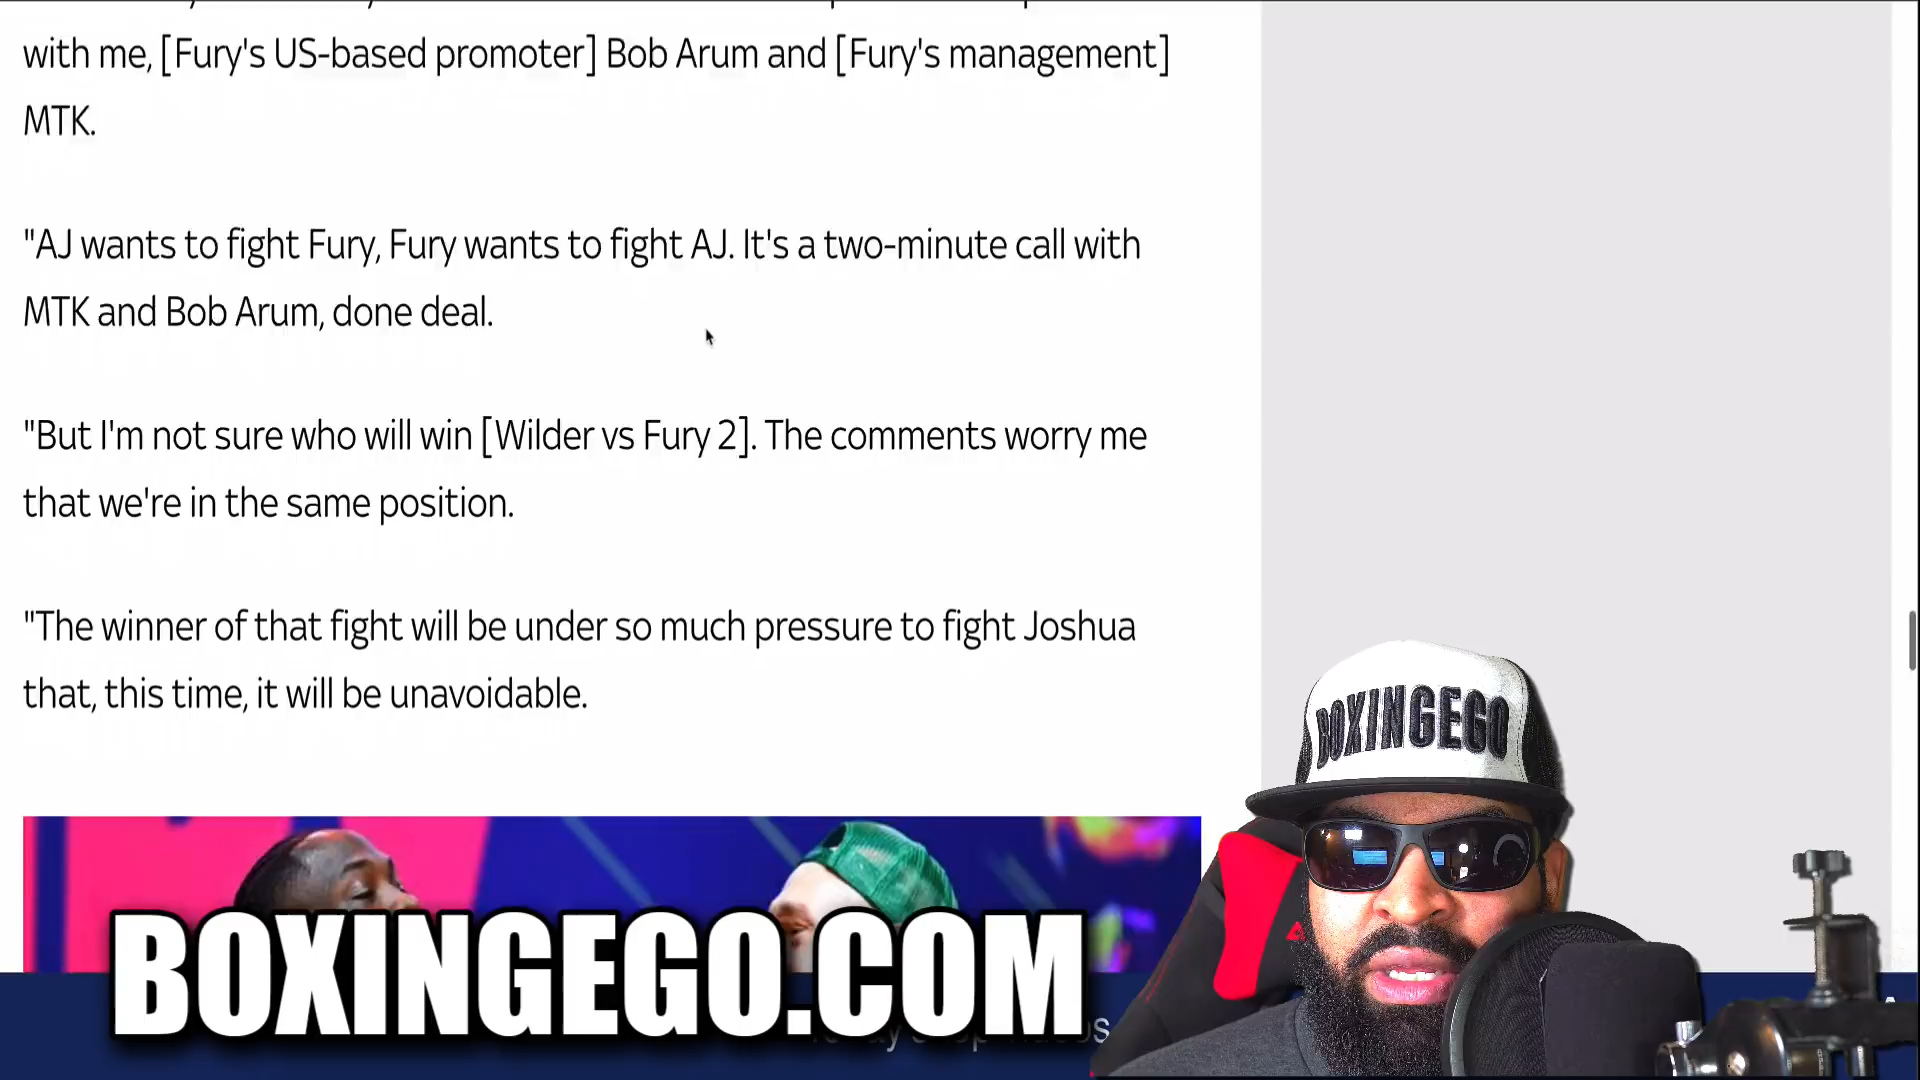 with me, [Fury's US-based promoter] Bob Arum and [Fury's management]
MTK.
"AJ wants to fight Fury, Fury wants to fight AJ. It's a two-minute call with
MTK and Bob Arum, done deal.
"But I'm not sure who will win [Wilder vs Fury 2]. The comments worry me
that we're in the same position.
"The winner of that fight will be under so much pressure to fight Joshua
that, this time, it will be unavoidable.
BOXINGEGO
BOXINGEGO.COM